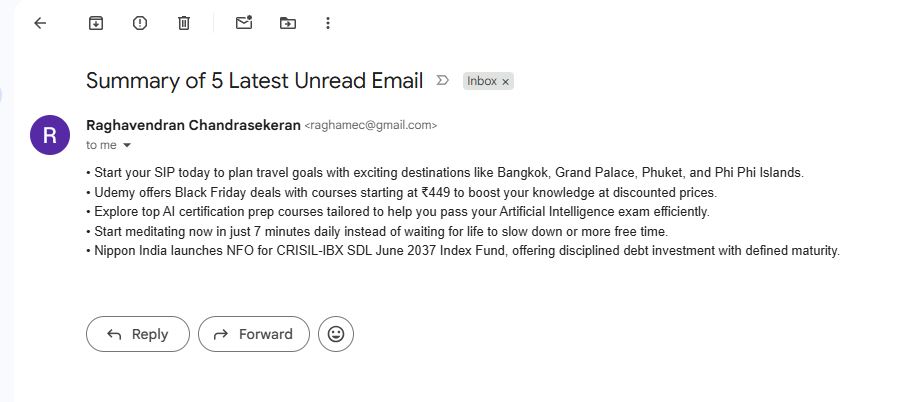 Summary of 5 Latest Unread Email Inbox ×
R
Raghavendran Chandrasekeran <raghamec@gmail.com>
to me
• Start your SIP today to plan travel goals with exciting destinations like Bangkok, Grand Palace, Phuket, and Phi Phi Islands.
• Udemy offers Black Friday deals with courses starting at ₹449 to boost your knowledge at discounted prices.
• Explore top AI certification prep courses tailored to help you pass your Artificial Intelligence exam efficiently.
• Start meditating now in just 7 minutes daily instead of waiting for life to slow down or more free time.
• Nippon India launches NFO for CRISIL-IBX SDL June 2037 Index Fund, offering disciplined debt investment with defined maturity.
Reply Forward